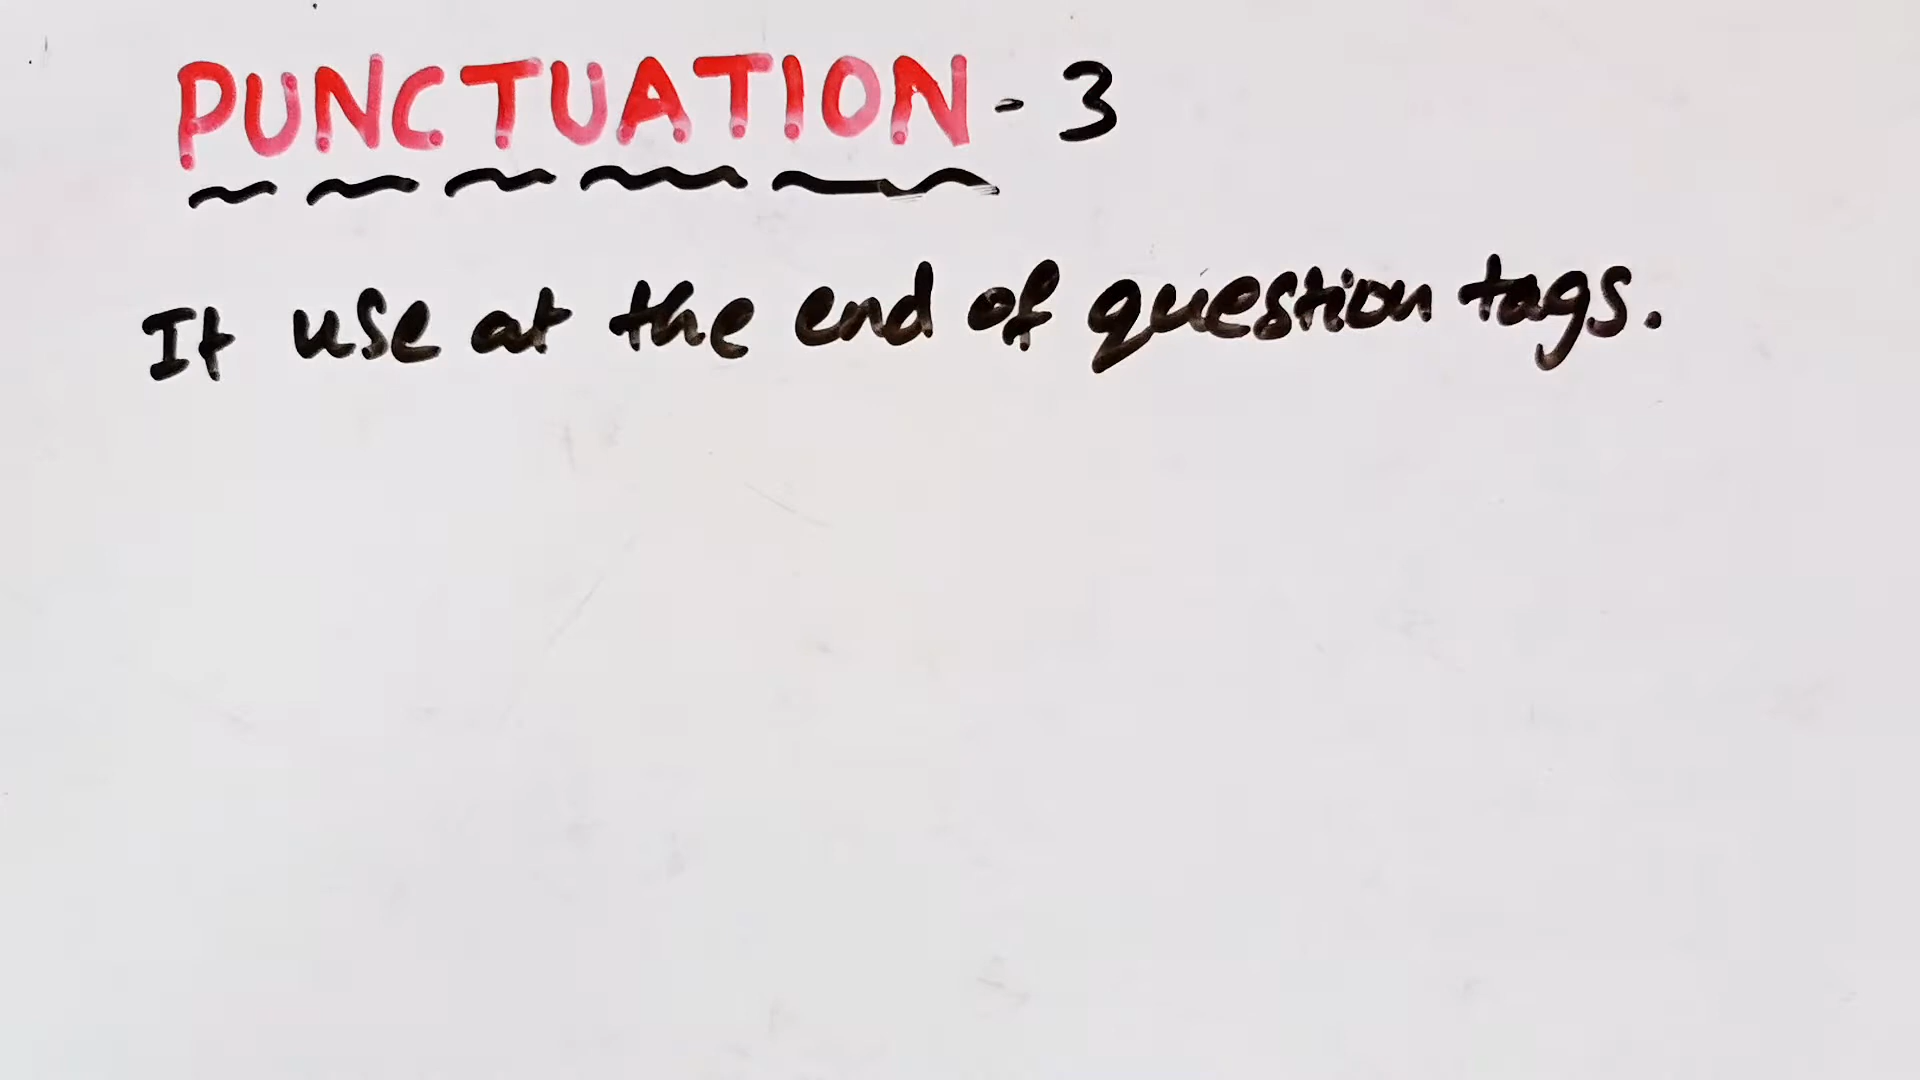 PUNCTUATION - 3
It use at the end of question tags.